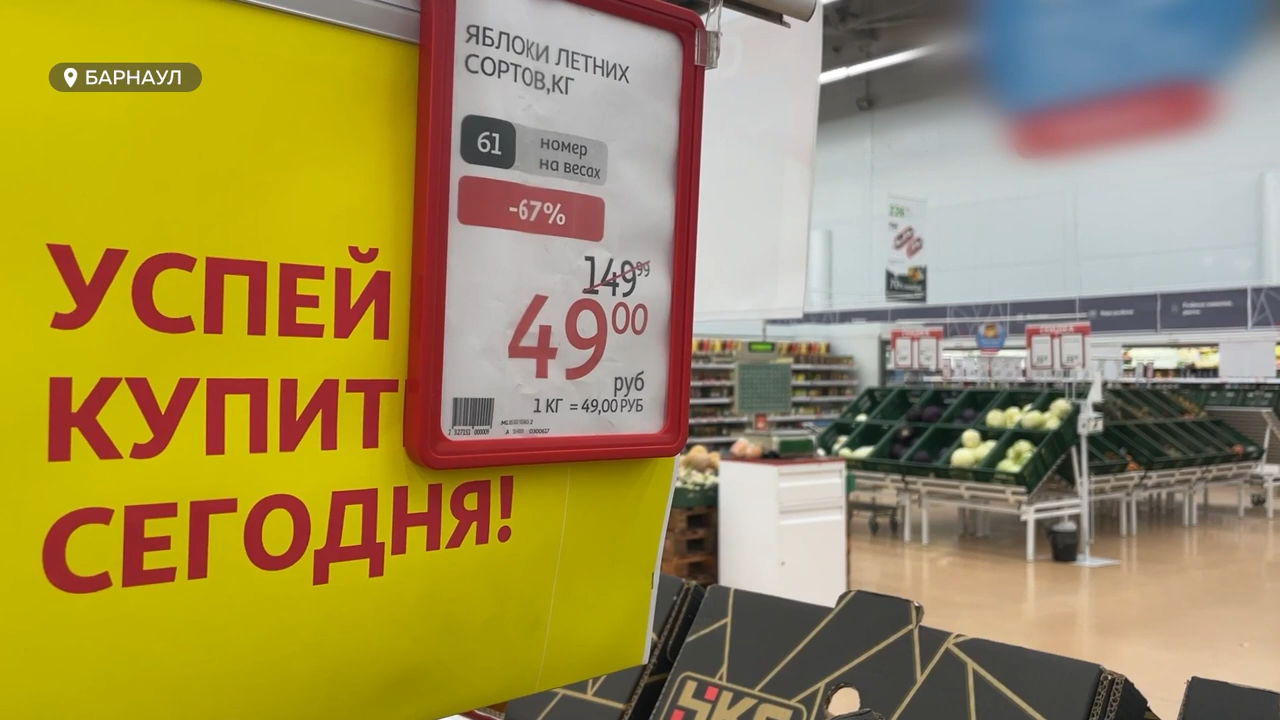 БАРНАУЛ
ЯБЛОКИ ЛЕТНИХ
СОРТОВ,КГ
61
номер
на весах
-67%
149 99
49 00
руб
1 КГ = 49,00 РУБ
УСПЕЙ
КУПИТ
СЕГОДНЯ!